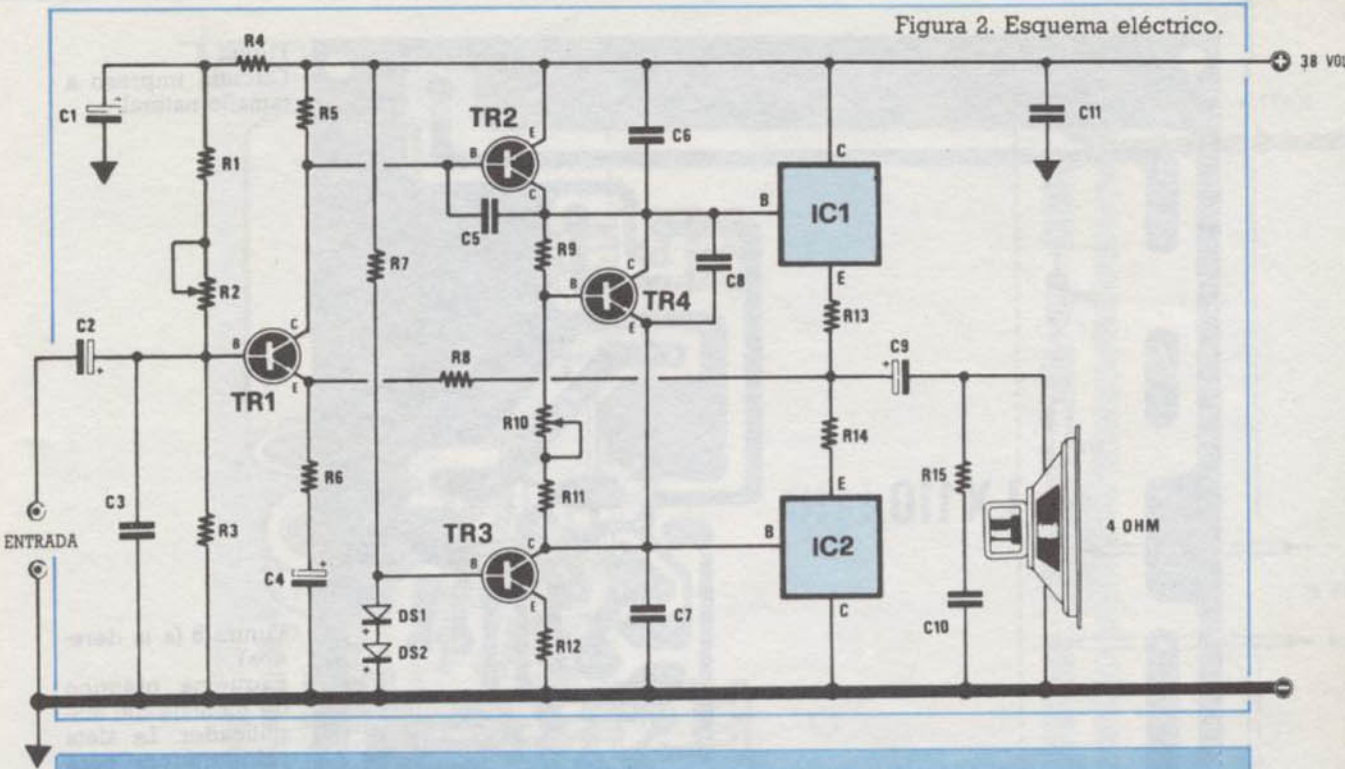 Figura 2. Esquema eléctrico.
R4
38 VOL
C1
R5
TR2
E
B
C
C6
C11
R1
C5
C
B
IC1
E
R2
R7
R9
B
C
TR4
E
C8
R13
C2
B
C
TR1
E
R8
C9
R10
R14
R6
R11
R15
E
ENTRADA
C3
R3
TR3
C
B
E
B
IC2
C
4 OHM
C4
DS1
DS2
R12
C7
C10